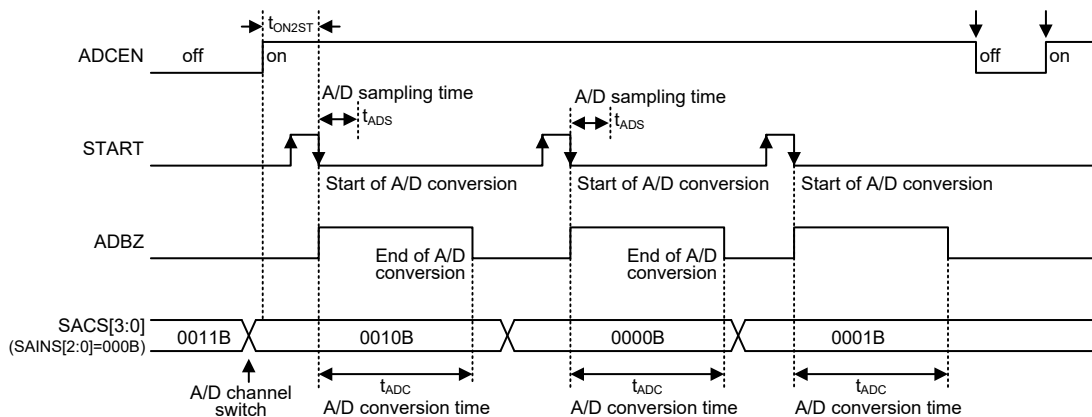 tON2ST
ADCEN
off
on
off
on
A/D sampling time
A/D sampling time
tADS
tADS
START
Start of A/D conversion
Start of A/D conversion
Start of A/D conversion
ADBZ
End of A/D
conversion
End of A/D
conversion
SACS[3:0]
(SAINS[2:0]=000B)
0011B
0010B
0000B
0001B
A/D channel
switch
tADC
A/D conversion time
tADC
A/D conversion time
tADC
A/D conversion time